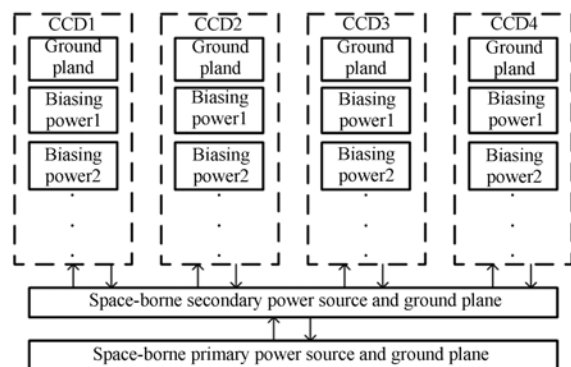 CCD1
CCD2
CCD3
CCD4
Ground
pland
Ground
pland
Ground
pland
Ground
pland
Biasing
power1
Biasing
power1
Biasing
power1
Biasing
power1
Biasing
power2
Biasing
power2
Biasing
power2
Biasing
power2
Space-borne secondary power source and ground plane
Space-borne primary power source and ground plane